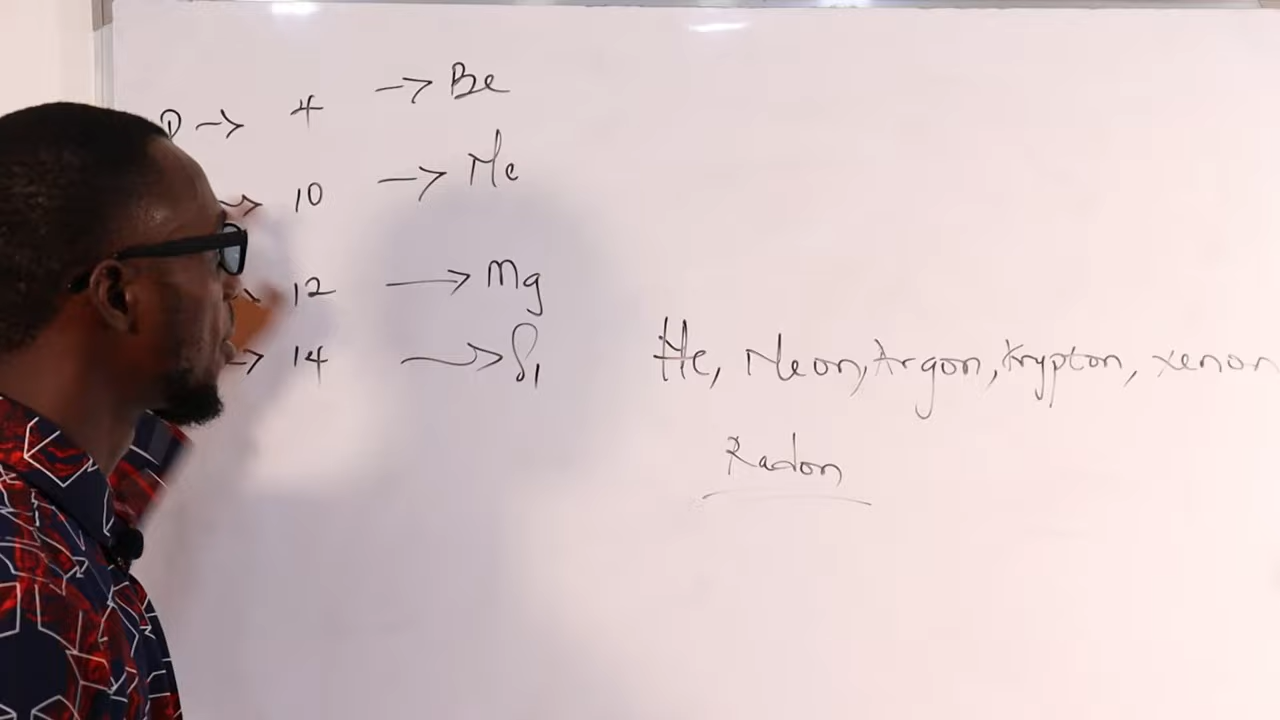 P -> 4 -> Be
-> 10 -> Ne
12 -> Mg
-> 14 -> Si
He, Neon, Argon, Krypton, xenon
Radon